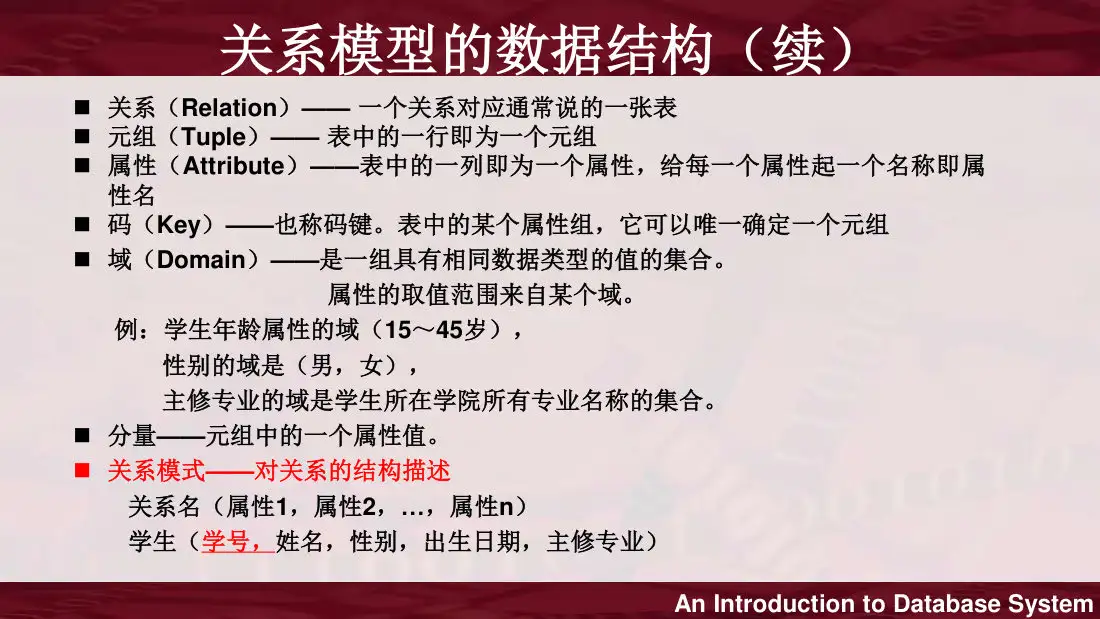 关系模型的数据结构（续）
■ 关系（Relation）—— 一个关系对应通常说的一张表
■ 元组（Tuple）—— 表中的一行即为一个元组
■ 属性（Attribute）——表中的一列即为一个属性，给每一个属性起一个名称即属
性名
■ 码（Key）——也称码键。表中的某个属性组，它可以唯一确定一个元组
■ 域（Domain）——是一组具有相同数据类型的值的集合。
属性的取值范围来自某个域。
例：学生年龄属性的域（15～45岁），
性别的域是（男，女），
主修专业的域是学生所在学院所有专业名称的集合。
■ 分量——元组中的一个属性值。
■ 关系模式——对关系的结构描述
关系名（属性1，属性2，…，属性n）
学生（学号，姓名，性别，出生日期，主修专业）
An Introduction to Database System